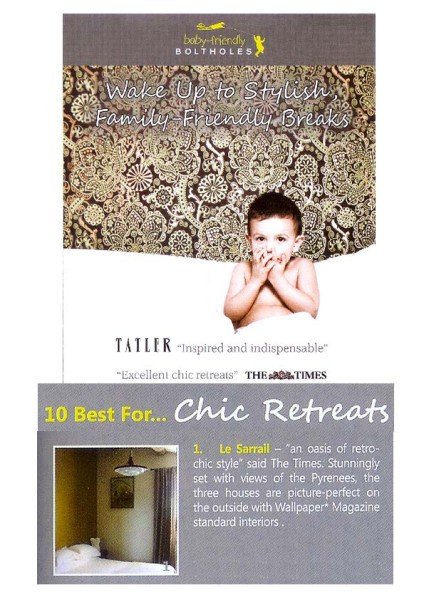 baby-friendly
BOLTHOLES
Wake Up to Stylish,
Family-Friendly Breaks
TATLER "Inspired and indispensable"
"Excellent chic retreats" THE TIMES
10 Best For... Chic Retreats
1. Le Sarrall – "an oasis of retro-
chic style" said The Times. Stunningly
set with views of the Pyrenees, the
three houses are picture-perfect on
the outside with Wallpaper* Magazine
standard interiors .
1